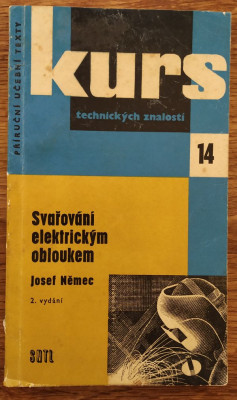 PŘÍRUČNÍ UČEBNÍ TEXTY
kurs
technických znalostí
14
Svařování
elektrickým
obloukem
Josef Němec
2. vydání
SNTL